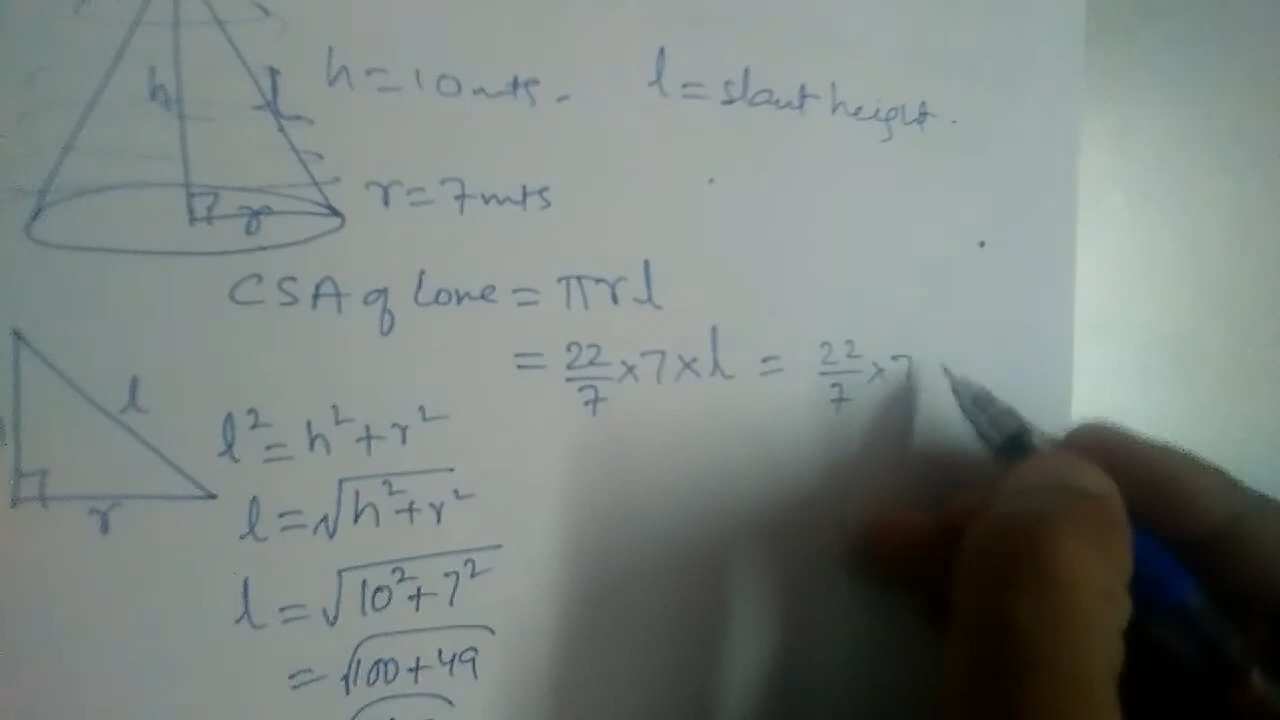 h l h = 10 mts. l = slant height.
r r = 7 mts
CSA of Cone = πrl
= 22/7 × 7 × l = 22/7 × 7
l
l² = h² + r²
r l = √h² + r²
l = √10² + 7²
= √100 + 49